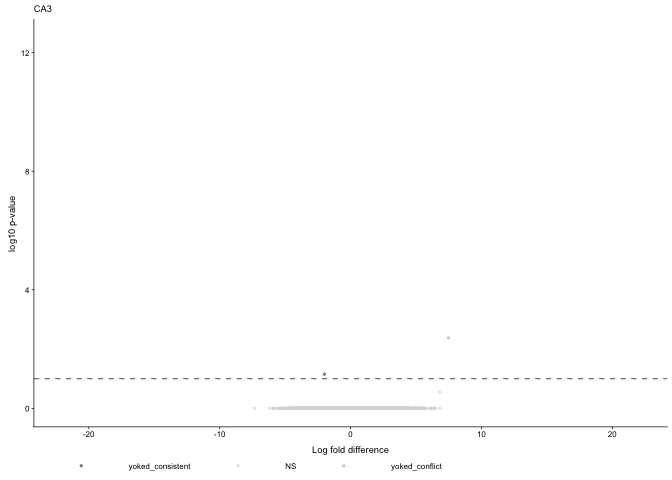 CA3
12
8
4
0
log10 p-value
-20 -10 0 10 20
Log fold difference
yoked_consistent NS yoked_conflict